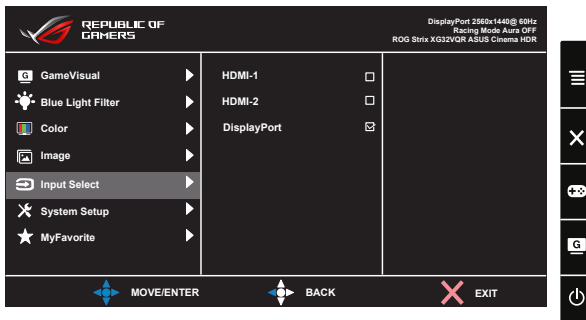 REPUBLIC OF
GAMERS
DisplayPort 2560x1440@ 60Hz
Racing Mode Aura OFF
ROG Strix XG32VQR ASUS Cinema HDR
G GameVisual
Blue Light Filter
Color
Image
Input Select
System Setup
MyFavorite
HDMI-1
HDMI-2
DisplayPort
MOVE/ENTER
BACK
EXIT
G